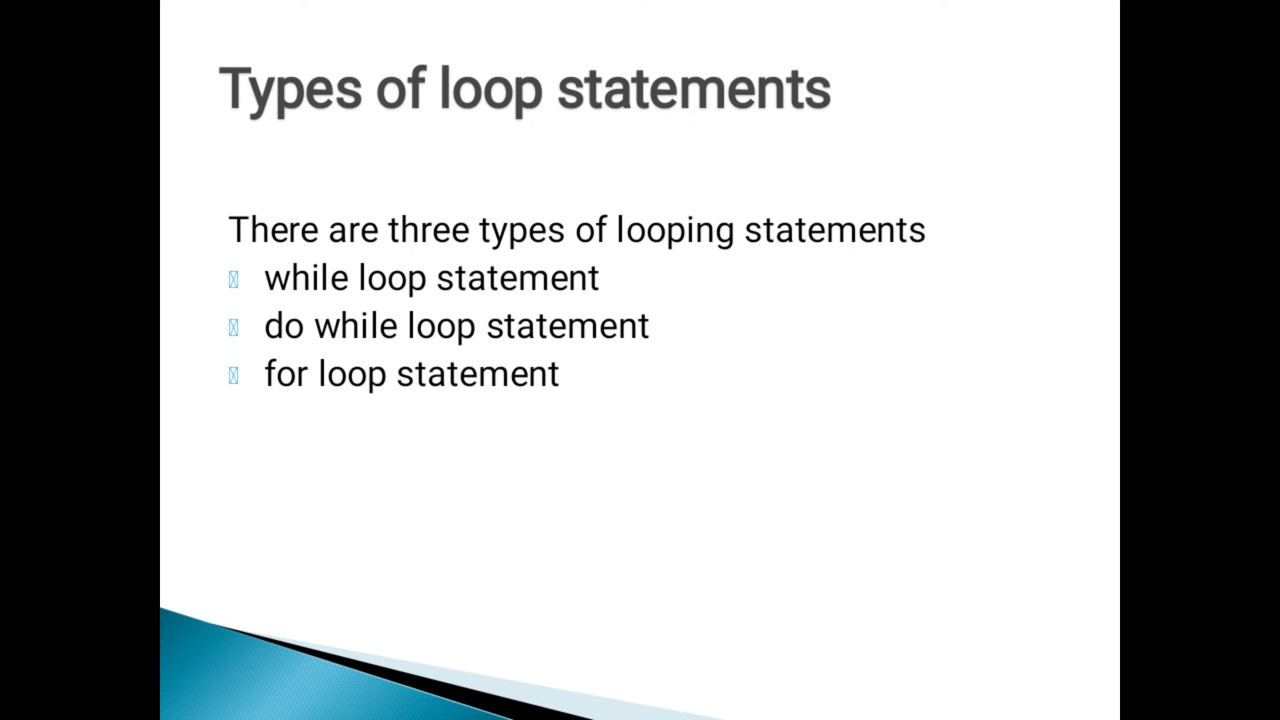 Types of loop statements
There are three types of looping statements
while loop statement
do while loop statement
for loop statement